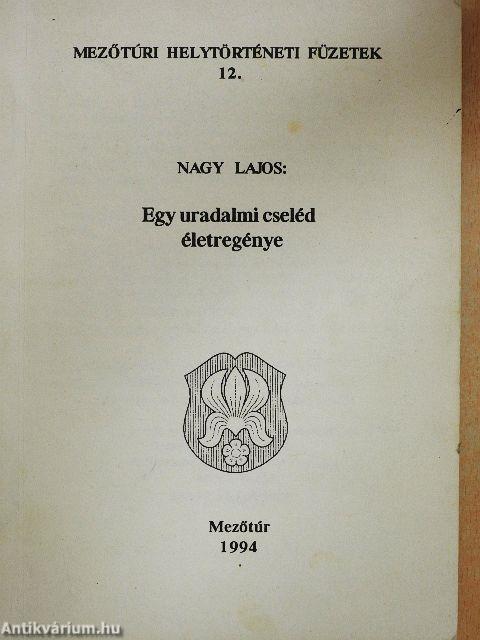 MEZŐTÚRI HELYTÖRTÉNETI FÜZETEK
12.
NAGY LAJOS:
Egy uradalmi cseléd
életregénye
Mezőtúr
1994
Antikvárium.hu